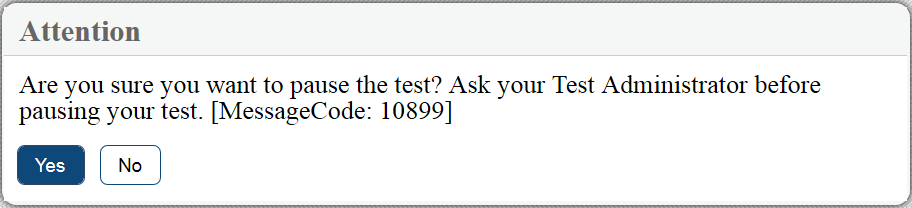 Attention
Are you sure you want to pause the test? Ask your Test Administrator before
pausing your test. [MessageCode: 10899]
Yes No